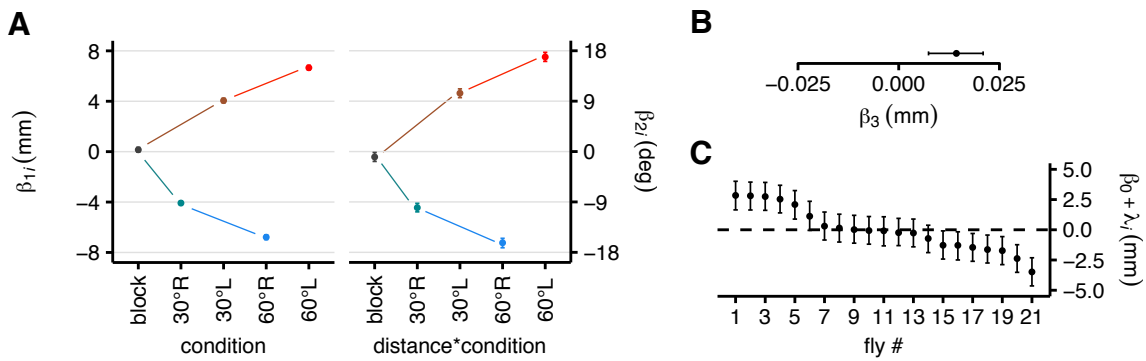 A
8
4
0
−4
−8
β1i (mm)
block
30°R
30°L
60°R
60°L
condition
block
30°R
30°L
60°R
60°L
distance*condition
18
9
0
−9
−18
β2i (deg)
B
−0.025 0.000 0.025
β3 (mm)
C
5.0
2.5
0.0
−2.5
−5.0
β0 + λi (mm)
1 3 5 7 9 11 13 15 17 19 21
fly #